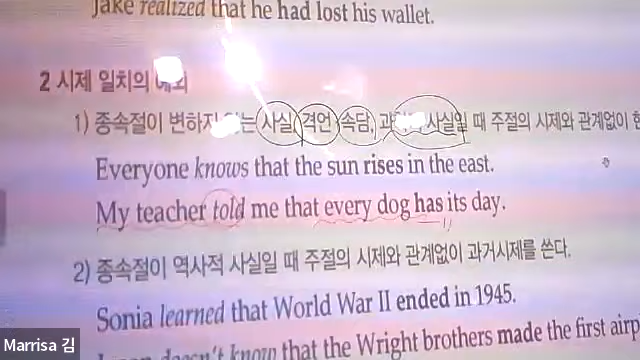 Jake realized that he had lost his wallet.
2 시제 일치의
1) 종속절이 변하지 는 사실, 격언, 속담, 과 사실일 때 주절의 시제와 관계없이
Everyone knows that the sun rises in the east.
My teacher told me that every dog has its day.
2) 종속절이 역사적 사실일 때 주절의 시제와 관계없이 과거시제를 쓴다.
Sonia learned that World War II ended in 1945.
doesn't know that the Wright brothers made the first
Marrisa 김